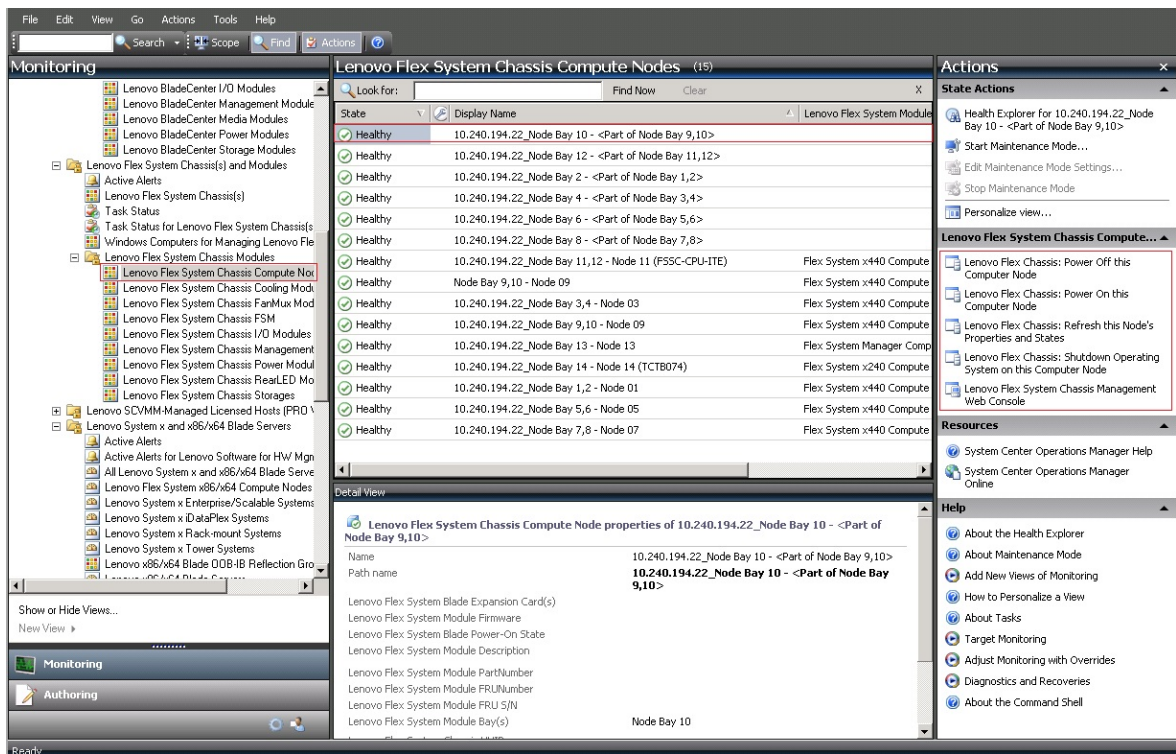 File Edit View Go Actions Tools Help
Search Scope Find Actions
Monitoring
Lenovo BladeCenter I/O Modules
Lenovo BladeCenter Management Module
Lenovo BladeCenter Media Modules
Lenovo BladeCenter Power Modules
Lenovo BladeCenter Storage Modules
Lenovo Flex System Chassis(s) and Modules
Active Alerts
Lenovo Flex System Chassis(s)
Task Status
Task Status for Lenovo Flex System Chassis(s
Windows Computers for Managing Lenovo Fle
Lenovo Flex System Chassis Modules
Lenovo Flex System Chassis Compute Noc
Lenovo Flex System Chassis Cooling Modu
Lenovo Flex System Chassis FanMux Mod
Lenovo Flex System Chassis FSM
Lenovo Flex System Chassis I/O Modules
Lenovo Flex System Chassis Management
Lenovo Flex System Chassis Power Modul
Lenovo Flex System Chassis RearLED Mo
Lenovo Flex System Chassis Storages
Lenovo SCVMM-Managed Licensed Hosts (PRO V
Lenovo System x and x86/x64 Blade Servers
Active Alerts
Active Alerts for Lenovo Software for HW Mgn
All Lenovo System x and x86/x64 Blade Serve
Lenovo Flex System x86/x64 Compute Nodes
Lenovo System x Enterprise/Scalable Systems
Lenovo System x iDataPlex Systems
Lenovo System x Rack-mount Systems
Lenovo System x Tower Systems
Lenovo x86/x64 Blade OOB-IB Reflection Gro
Show or Hide Views...
New View
Monitoring
Authoring
Ready
Lenovo Flex System Chassis Compute Nodes (15)
Look for: Find Now Clear X
State Display Name Lenovo Flex System Module
Healthy 10.240.194.22_Node Bay 10 - <Part of Node Bay 9,10>
Healthy 10.240.194.22_Node Bay 12 - <Part of Node Bay 11,12>
Healthy 10.240.194.22_Node Bay 2 - <Part of Node Bay 1,2>
Healthy 10.240.194.22_Node Bay 4 - <Part of Node Bay 3,4>
Healthy 10.240.194.22_Node Bay 6 - <Part of Node Bay 5,6>
Healthy 10.240.194.22_Node Bay 8 - <Part of Node Bay 7,8>
Healthy 10.240.194.22_Node Bay 11,12 - Node 11 (FSSC-CPU-ITE) Flex System x440 Compute
Healthy Node Bay 9,10 - Node 09 Flex System x440 Compute
Healthy 10.240.194.22_Node Bay 3,4 - Node 03 Flex System x440 Compute
Healthy 10.240.194.22_Node Bay 9,10 - Node 09 Flex System x440 Compute
Healthy 10.240.194.22_Node Bay 13 - Node 13 Flex System Manager Comp
Healthy 10.240.194.22_Node Bay 14 - Node 14 (TCTB074) Flex System x240 Compute
Healthy 10.240.194.22_Node Bay 1,2 - Node 01 Flex System x440 Compute
Healthy 10.240.194.22_Node Bay 5,6 - Node 05 Flex System x440 Compute
Healthy 10.240.194.22_Node Bay 7,8 - Node 07 Flex System x440 Compute
Detail View
Lenovo Flex System Chassis Compute Node properties of 10.240.194.22_Node Bay 10 - <Part of
Node Bay 9,10>
Name 10.240.194.22_Node Bay 10 - <Part of Node Bay 9,10>
Path name 10.240.194.22_Node Bay 10 - <Part of Node Bay
9,10>
Lenovo Flex System Blade Expansion Card(s)
Lenovo Flex System Module Firmware
Lenovo Flex System Blade Power-On State
Lenovo Flex System Module Description
Lenovo Flex System Module PartNumber
Lenovo Flex System Module FRUNumber
Lenovo Flex System Module FRU S/N
Lenovo Flex System Module Bay(s) Node Bay 10
Actions x
State Actions
Health Explorer for 10.240.194.22_Node
Bay 10 - <Part of Node Bay 9,10>
Start Maintenance Mode...
Edit Maintenance Mode Settings...
Stop Maintenance Mode
Personalize view...
Lenovo Flex System Chassis Compute...
Lenovo Flex Chassis: Power Off this
Computer Node
Lenovo Flex Chassis: Power On this
Computer Node
Lenovo Flex Chassis: Refresh this Node's
Properties and States
Lenovo Flex Chassis: Shutdown Operating
System on this Computer Node
Lenovo Flex System Chassis Management
Web Console
Resources
System Center Operations Manager Help
System Center Operations Manager
Online
Help
About the Health Explorer
About Maintenance Mode
Add New Views of Monitoring
How to Personalize a View
About Tasks
Target Monitoring
Adjust Monitoring with Overrides
Diagnostics and Recoveries
About the Command Shell